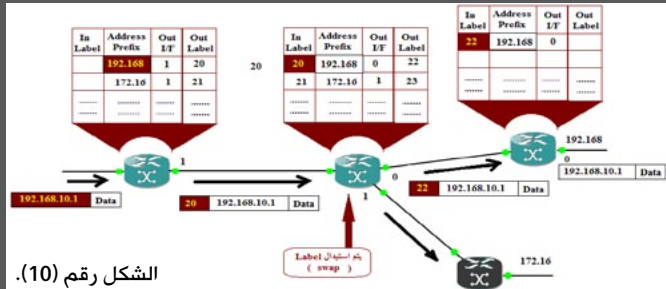 In Label | Address Prefix | Out I/F | Out Label
192.168 | 1 | 20
172.16 | 1 | 21
........ | ........ | ........ | ........
........ | ........ | ........ | ........
20
In Label | Address Prefix | Out I/F | Out Label
20 | 192.168 | 0 | 22
21 | 172.16 | 1 | 23
........ | ........ | ........ | ........
........ | ........ | ........ | ........
In Label | Address Prefix | Out I/F | Out Label
22 | 192.168 | 0
........ | ........ | ........ | ........
........ | ........ | ........ | ........
1
0
1
192.168
0
192.168.10.1 | Data
20 | 192.168.10.1 | Data
22 | 192.168.10.1 | Data
192.168.10.1 | Data
يتم استبدال Label
( swap )
172.16
الشكل رقم (10).